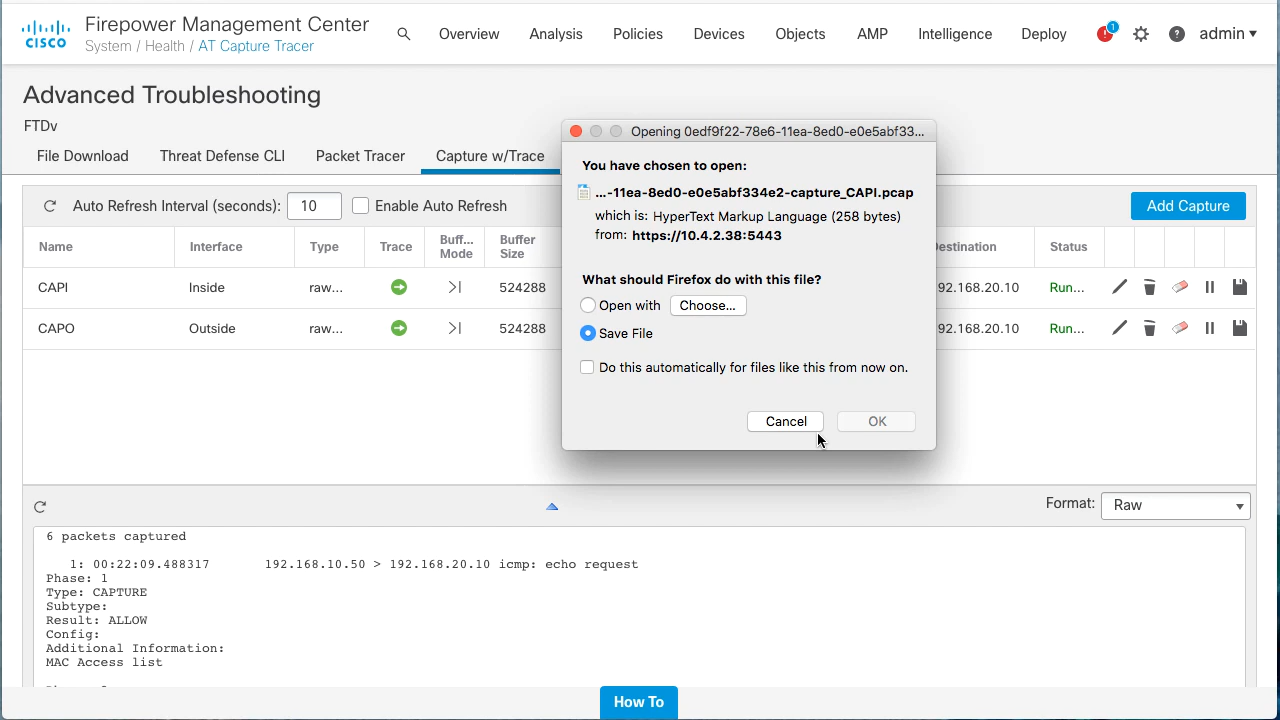 Firepower Management Center
CISCO
System / Health / AT Capture Tracer
Overview
Analysis
Policies
Devices
Objects
AMP
Intelligence
Deploy
1
admin
Advanced Troubleshooting
FTDv
File Download
Threat Defense CLI
Packet Tracer
Capture w/Trace
Auto Refresh Interval (seconds):
10
Enable Auto Refresh
Add Capture
Name
Interface
Type
Trace
Buff... Mode
Buffer Size
estination
Status
CAPI
Inside
raw...
524288
92.168.20.10
Run...
CAPO
Outside
raw...
524288
92.168.20.10
Run...
Opening 0edf9f22-78e6-11ea-8ed0-e0e5abf33...
You have chosen to open:
...-11ea-8ed0-e0e5abf334e2-capture_CAPI.pcap
which is: HyperText Markup Language (258 bytes)
from: https://10.4.2.38:5443
What should Firefox do with this file?
Open with
Choose...
Save File
Do this automatically for files like this from now on.
Cancel
OK
Format:
Raw
6 packets captured
1: 00:22:09.488317 192.168.10.50 > 192.168.20.10 icmp: echo request
Phase: 1
Type: CAPTURE
Subtype:
Result: ALLOW
Config:
Additional Information:
MAC Access list
How To